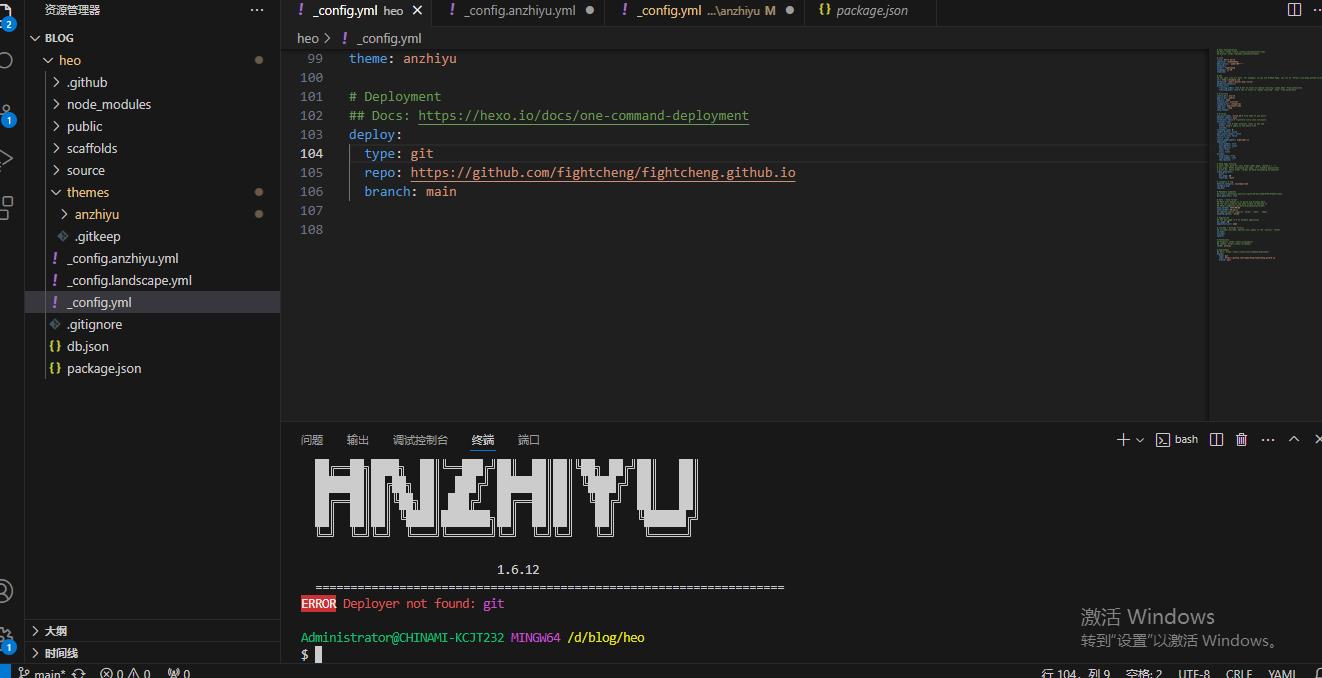 资源管理器 ···
_config.yml heo × _config.anzhiyu.yml ● _config.yml ...\anzhiyu M ● {} package.json
BLOG
heo
.github
node_modules
public
scaffolds
source
themes
anzhiyu
.gitkeep
! _config.anzhiyu.yml
! _config.landscape.yml
! _config.yml
.gitignore
{} db.json
{} package.json
大纲
时间线
heo > ! _config.yml
99 theme: anzhiyu
100
101 # Deployment
102 ## Docs: https://hexo.io/docs/one-command-deployment
103 deploy:
104   type: git
105   repo: https://github.com/fightcheng/fightcheng.github.io
106   branch: main
107
108
问题 输出 调试控制台 终端 端口
bash
ANZHIYU
1.6.12
===================================================================
ERROR Deployer not found: git
Administrator@CHINAMI-KCJT232 MINGW64 /d/blog/heo
$
激活 Windows
转到“设置”以激活 Windows。
2
1
1
main* 0 0 0 行 104，列 9 空格: 2 UTF-8 CRLF YAML